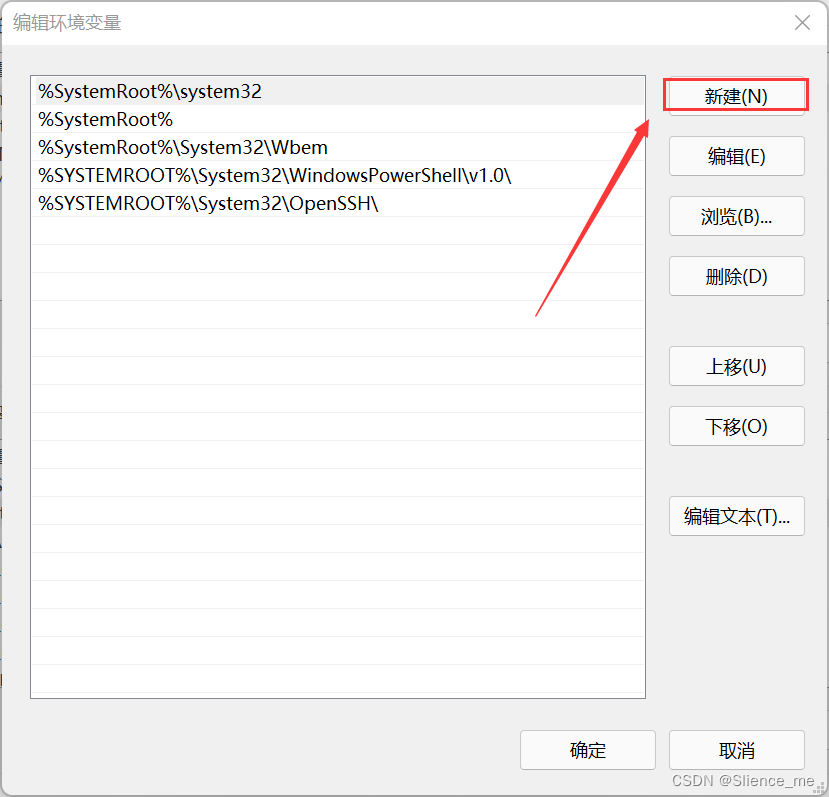 编辑环境变量
%SystemRoot%\system32
%SystemRoot%
%SystemRoot%\System32\Wbem
%SYSTEMROOT%\System32\WindowsPowerShell\v1.0\
%SYSTEMROOT%\System32\OpenSSH\
新建(N)
编辑(E)
浏览(B)...
删除(D)
上移(U)
下移(O)
编辑文本(T)...
确定
取消
CSDN @Slience_me